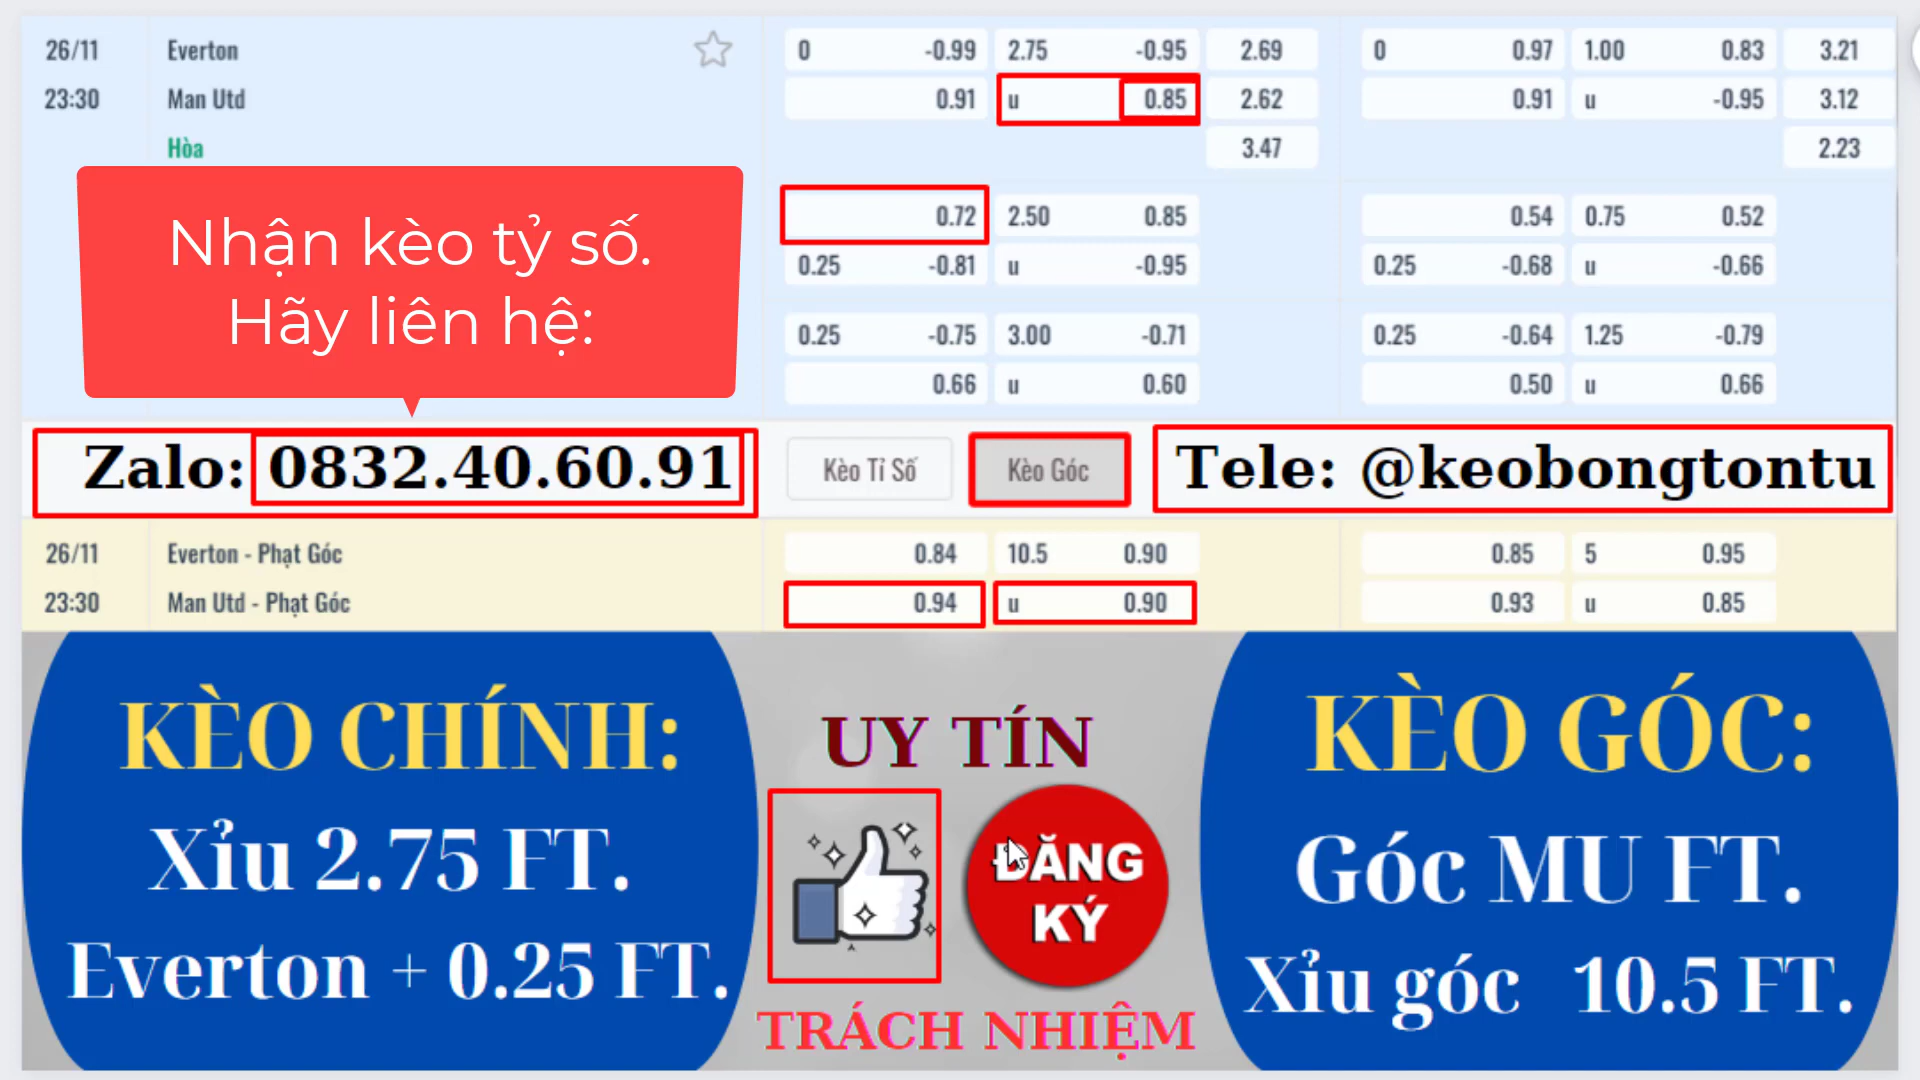 26/11 Everton 0 -0.99 2.75 -0.95 2.69 0 0.97 1.00 0.83 3.21
23:30 Man Utd 0.91 u 0.85 2.62 0.91 u -0.95 3.12
Hòa 3.47 2.23
0.72 2.50 0.85 0.54 0.75 0.52
0.25 -0.81 u -0.95 0.25 -0.68 u -0.66
0.25 -0.75 3.00 -0.71 0.25 -0.64 1.25 -0.79
0.66 u 0.60 0.50 u 0.66
Nhận kèo tỷ số.
Hãy liên hệ:
Zalo: 0832.40.60.91 Kèo Tỉ Số Kèo Góc Tele: @keobongtontu
26/11 Everton - Phạt Góc 0.84 10.5 0.90 0.85 5 0.95
23:30 Man Utd - Phạt Góc 0.94 u 0.90 0.93 u 0.85
KÈO CHÍNH:
Xỉu 2.75 FT.
Everton + 0.25 FT.
UY TÍN
ĐĂNG
KÝ
TRÁCH NHIỆM
KÈO GÓC:
Góc MU FT.
Xỉu góc 10.5 FT.